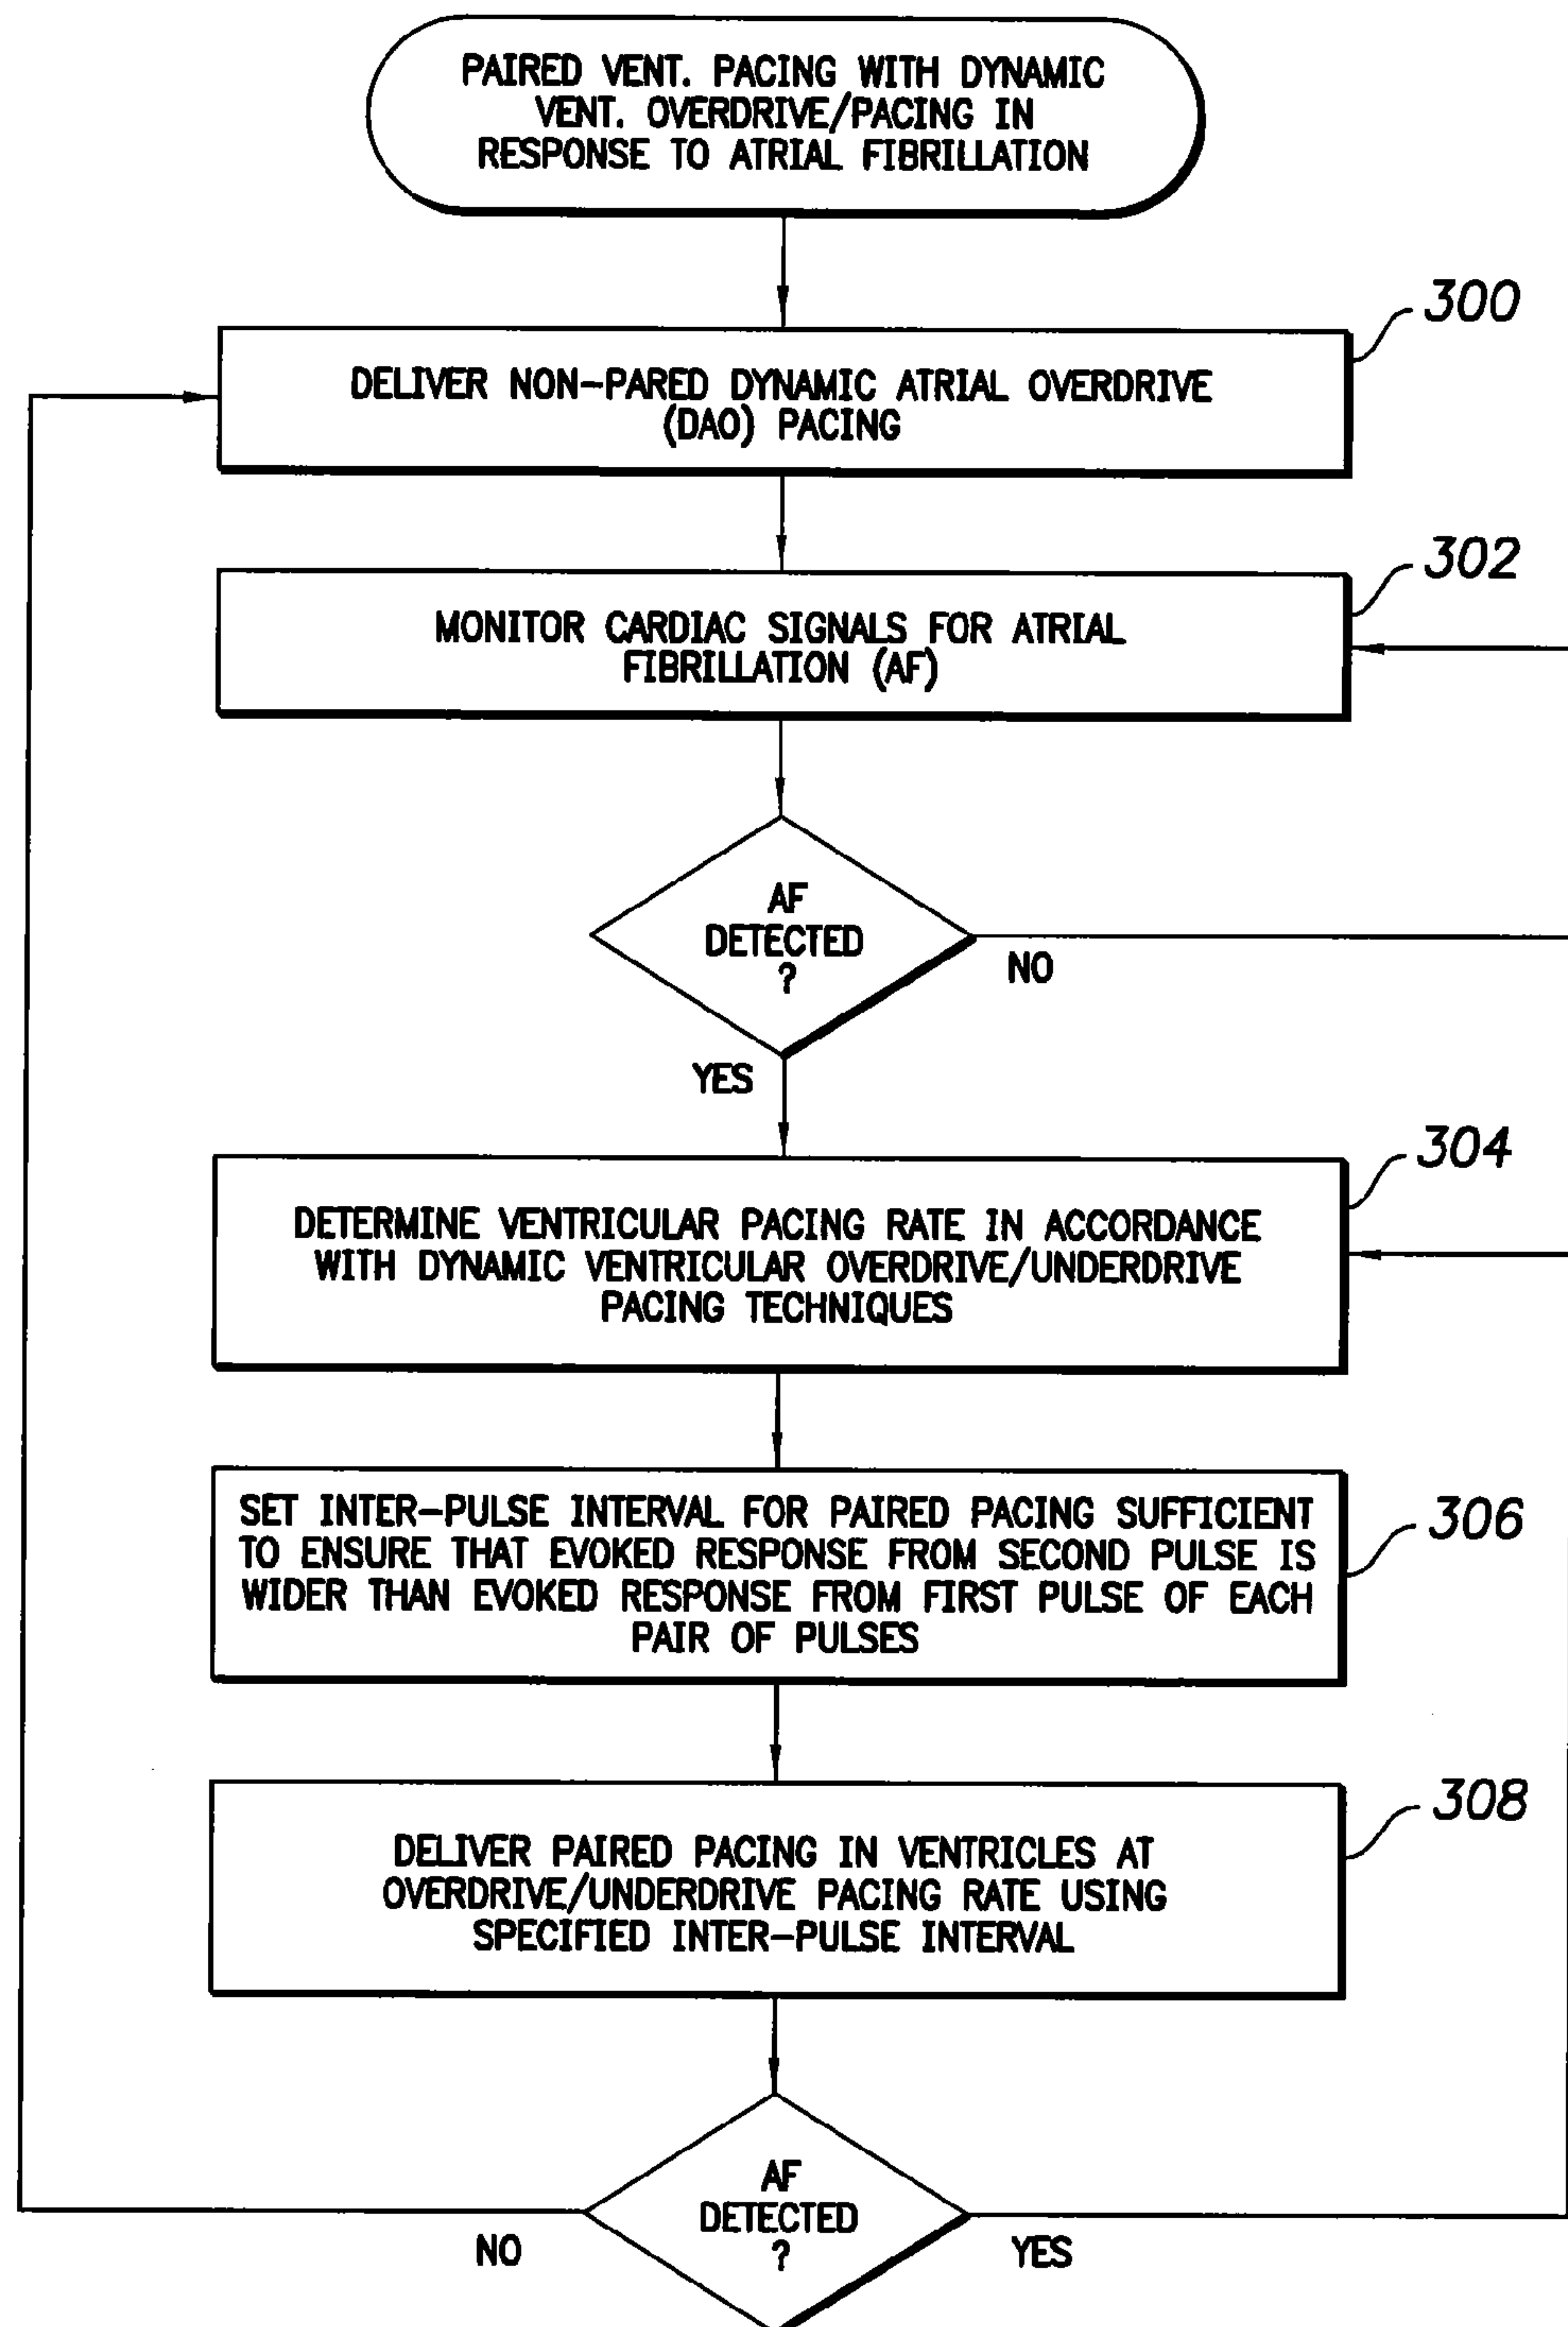 PAIRED VENT. PACING WITH DYNAMIC
VENT. OVERDRIVE/PACING IN
RESPONSE TO ATRIAL FIBRILLATION
300
DELIVER NON-PARED DYNAMIC ATRIAL OVERDRIVE
(DAO) PACING
302
MONITOR CARDIAC SIGNALS FOR ATRIAL
FIBRILLATION (AF)
AF
DETECTED
?
NO
YES
304
DETERMINE VENTRICULAR PACING RATE IN ACCORDANCE
WITH DYNAMIC VENTRICULAR OVERDRIVE/UNDERDRIVE
PACING TECHNIQUES
306
SET INTER-PULSE INTERVAL FOR PAIRED PACING SUFFICIENT
TO ENSURE THAT EVOKED RESPONSE FROM SECOND PULSE IS
WIDER THAN EVOKED RESPONSE FROM FIRST PULSE OF EACH
PAIR OF PULSES
308
DELIVER PAIRED PACING IN VENTRICLES AT
OVERDRIVE/UNDERDRIVE PACING RATE USING
SPECIFIED INTER-PULSE INTERVAL
AF
DETECTED
?
NO
YES